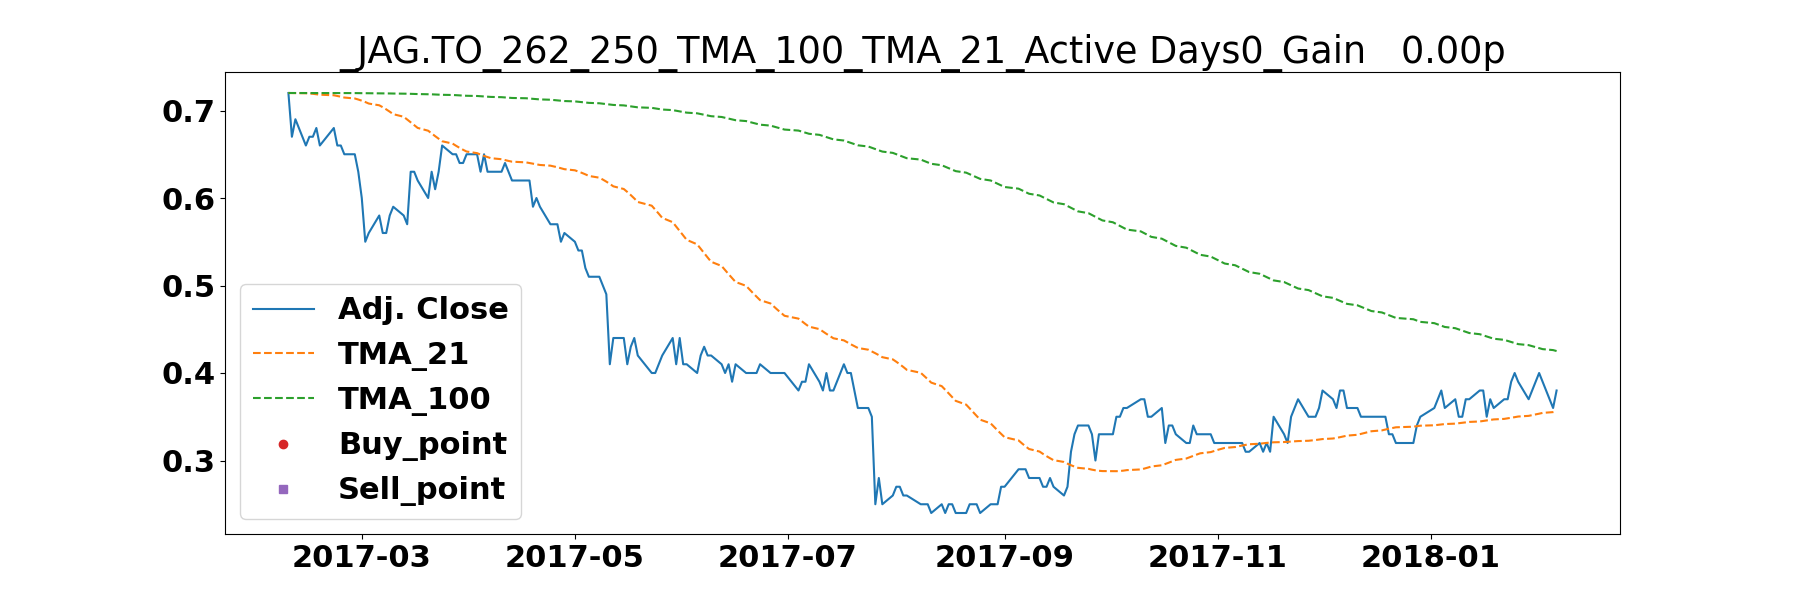 _JAG.TO_262_250_TMA_100_TMA_21_Active Days0_Gain   0.00p
0.7
0.6
0.5
0.4
0.3
Adj. Close
TMA_21
TMA_100
Buy_point
Sell_point
2017-03 2017-05 2017-07 2017-09 2017-11 2018-01